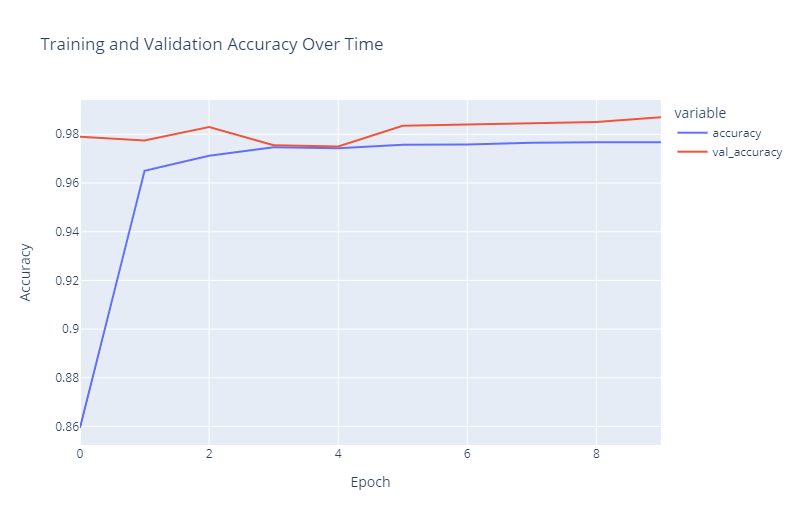 Training and Validation Accuracy Over Time
variable
accuracy
val_accuracy
Accuracy
0.98
0.96
0.94
0.92
0.9
0.88
0.86
0 2 4 6 8
Epoch